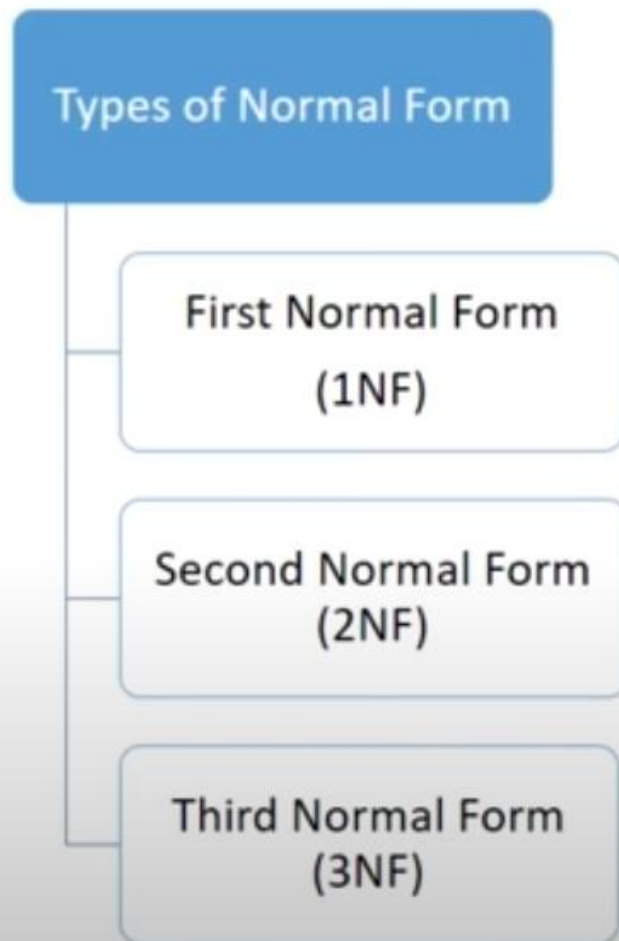 Types of Normal Form
First Normal Form
(1NF)
Second Normal Form
(2NF)
Third Normal Form
(3NF)